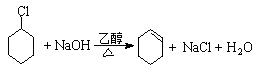 Cl
+ NaOH 乙醇 △ + NaCl + H₂O